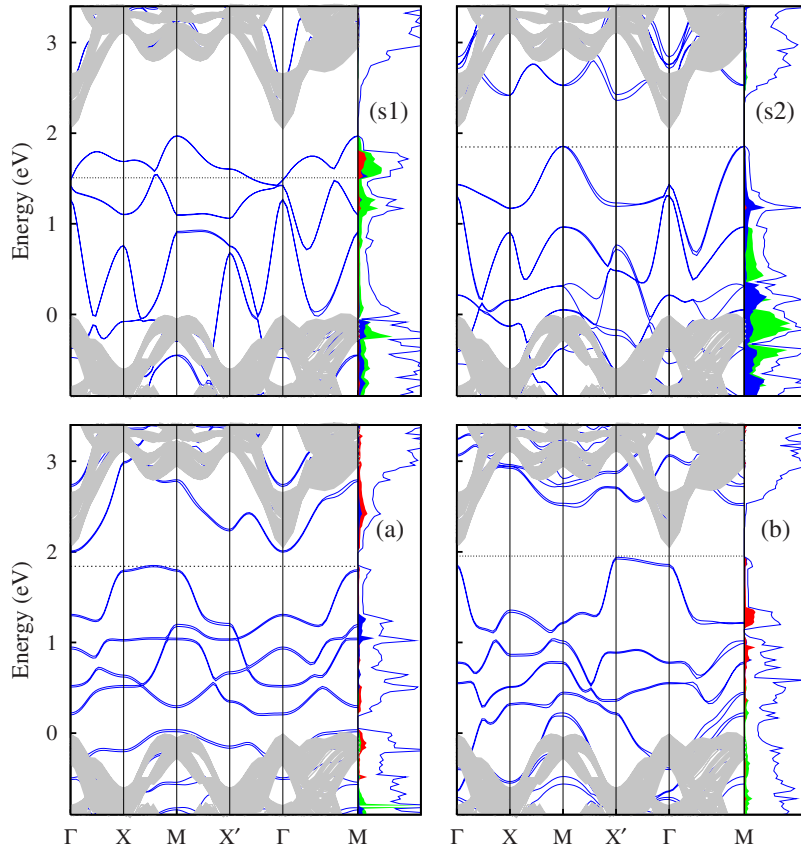 3
2
1
0
Energy (eV)
(s1)
(s2)
3
2
1
0
Energy (eV)
(a)
(b)
Γ X M X′ Γ M
Γ X M X′ Γ M